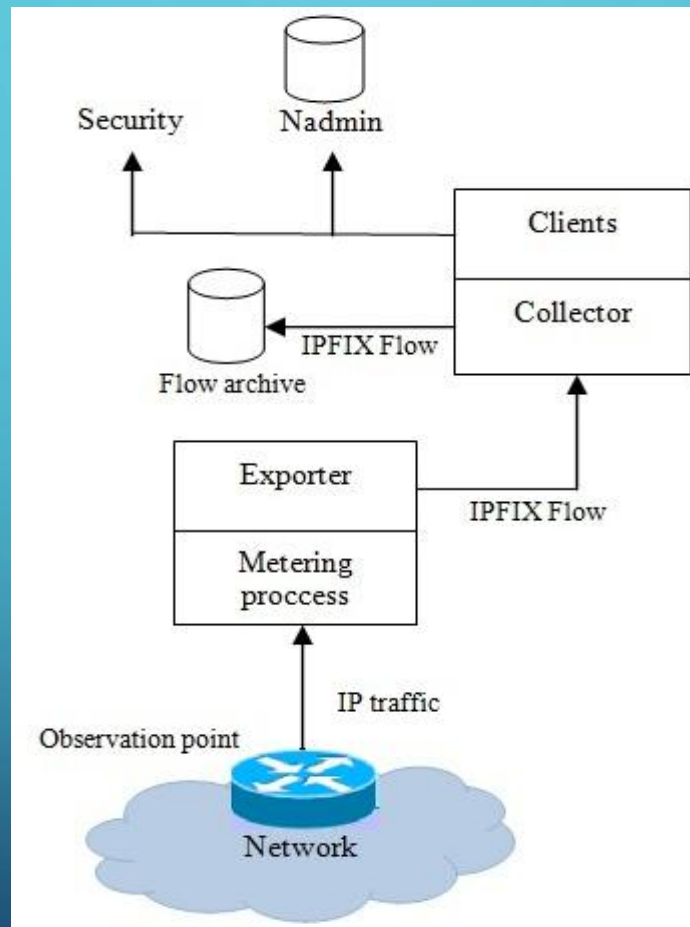 Security
Nadmin
Clients
Collector
IPFIX Flow
Flow archive
Exporter
IPFIX Flow
Metering
proccess
IP traffic
Observation point
Network